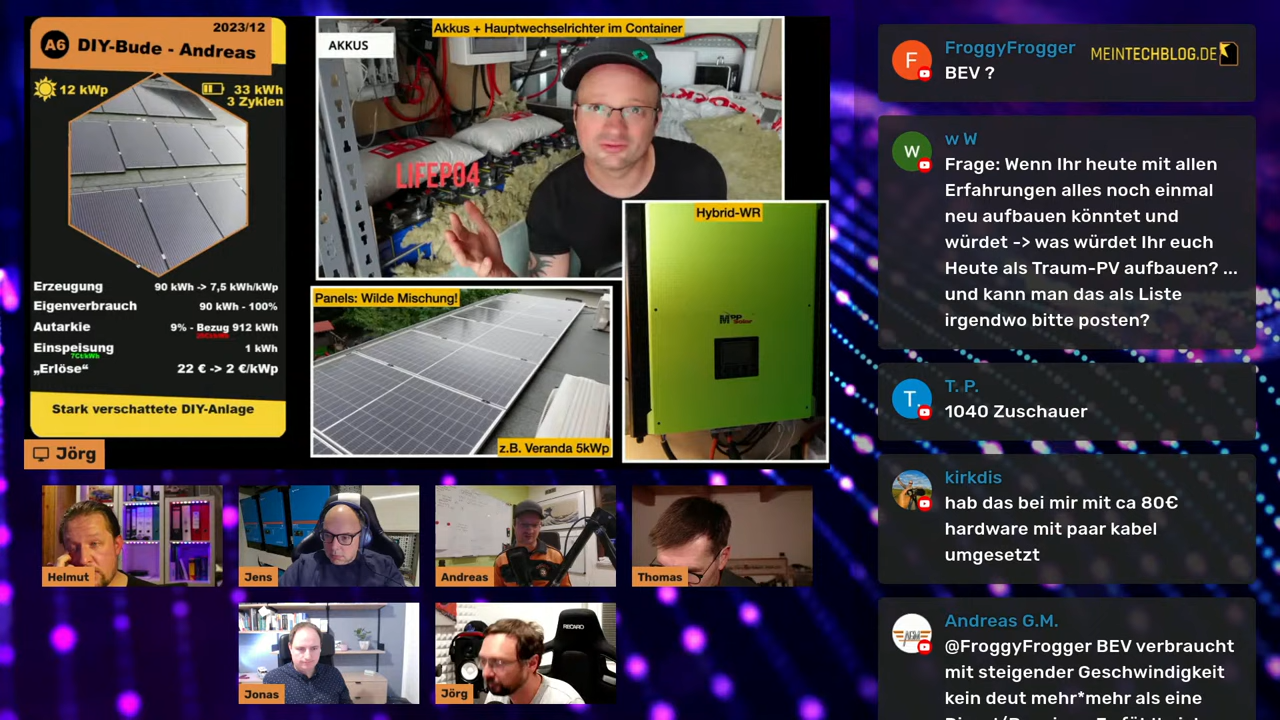 2023/12
A6 DIY-Bude - Andreas
12 kWp
33 kWh
3 Zyklen
Erzeugung 90 kWh -> 7,5 kWh/kWp
Eigenverbrauch 90 kWh - 100%
Autarkie 9% - Bezug 912 kWh
Einspeisung 1 kWh
7Ct/kWh
„Erlöse“ 22 € -> 2 €/kWp
Stark verschattete DIY-Anlage
Jörg
Akkus + Hauptwechselrichter im Container
AKKUS
LIFEPO4
Hybrid-WR
Mpp
Solar
Panels: Wilde Mischung!
z.B. Veranda 5kWp
Helmut
Jens
Andreas
Thomas
Jonas
Jörg
RECARO
MEINTECHBLOG.DE
F
FroggyFrogger
BEV ?
W
w W
Frage: Wenn Ihr heute mit allen
Erfahrungen alles noch einmal
neu aufbauen könntet und
würdet -> was würdet Ihr euch
Heute als Traum-PV aufbauen? ...
und kann man das als Liste
irgendwo bitte posten?
T.
T. P.
1040 Zuschauer
kirkdis
hab das bei mir mit ca 80€
hardware mit paar kabel
umgesetzt
AGM
Andreas G.M.
@FroggyFrogger BEV verbraucht
mit steigender Geschwindigkeit
kein deut mehr*mehr als eine